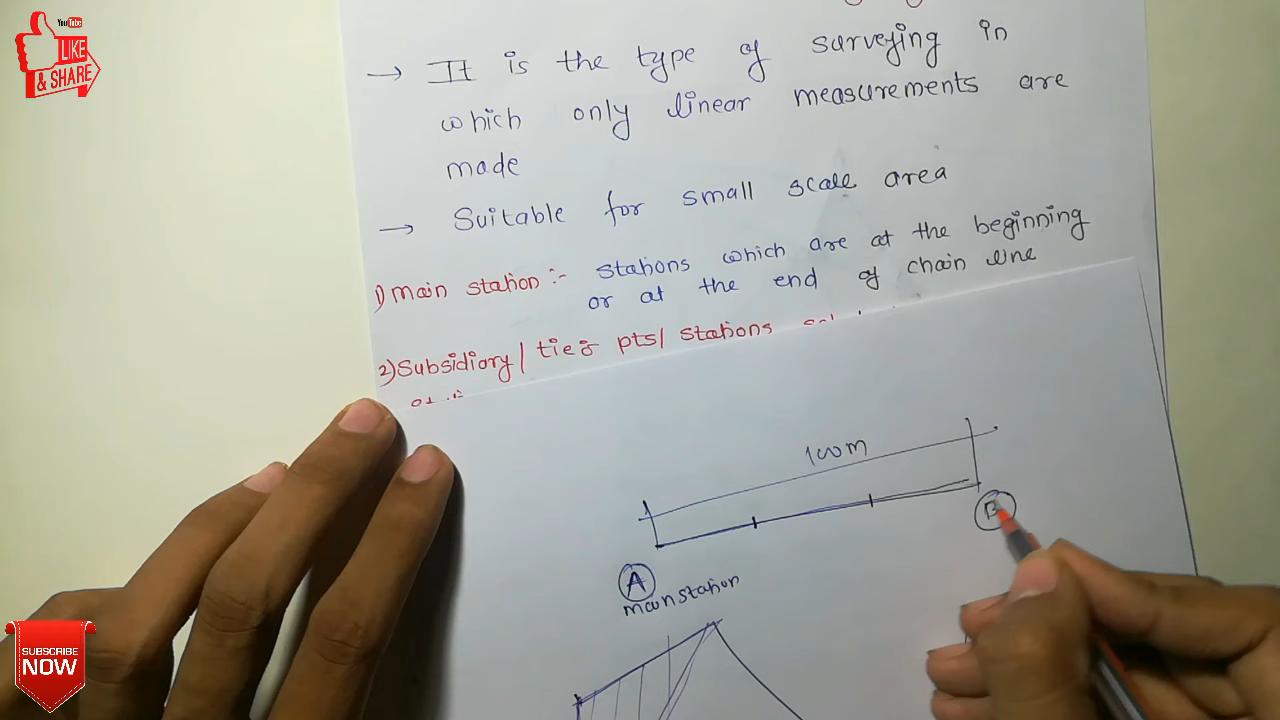 YouTube
LIKE
& SHARE
→ It is the type of surveying in
which only linear measurements are
made
→ Suitable for small scale area
1) Main station :- stations which are at the beginning
or at the end of chain line
2) Subsidiary / tie pts / stations
100m
A
B
main station
SUBSCRIBE
NOW